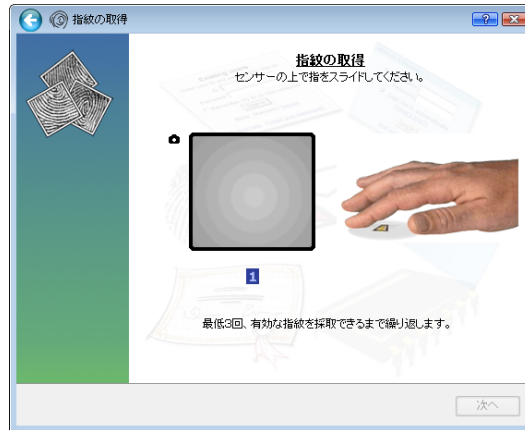 指紋の取得
指紋の取得
センサーの上で指をスライドしてください。
1
最低3回、有効な指紋を採取できるまで繰り返します。
次へ